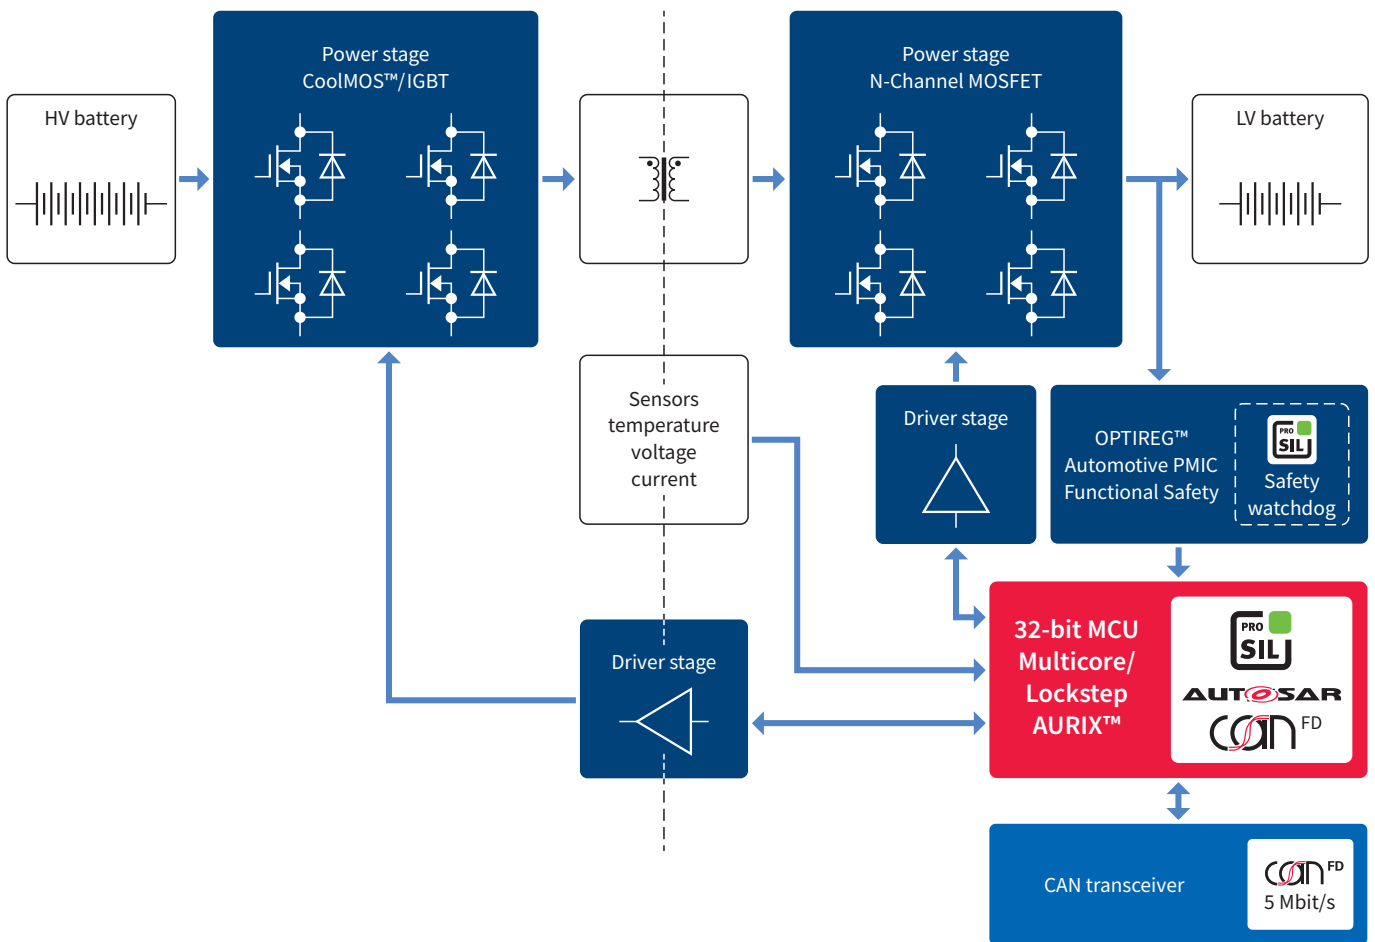 Power stage
CoolMOS™/IGBT
Power stage
N-Channel MOSFET
HV battery
LV battery
Sensors
temperature
voltage
current
Driver stage
OPTIREG™
Automotive PMIC
Functional Safety
PRO
SIL
Safety
watchdog
Driver stage
32-bit MCU
Multicore/
Lockstep
AURIX™
PRO
SIL
AUTOSAR
CAN FD
CAN transceiver
CAN FD
5 Mbit/s